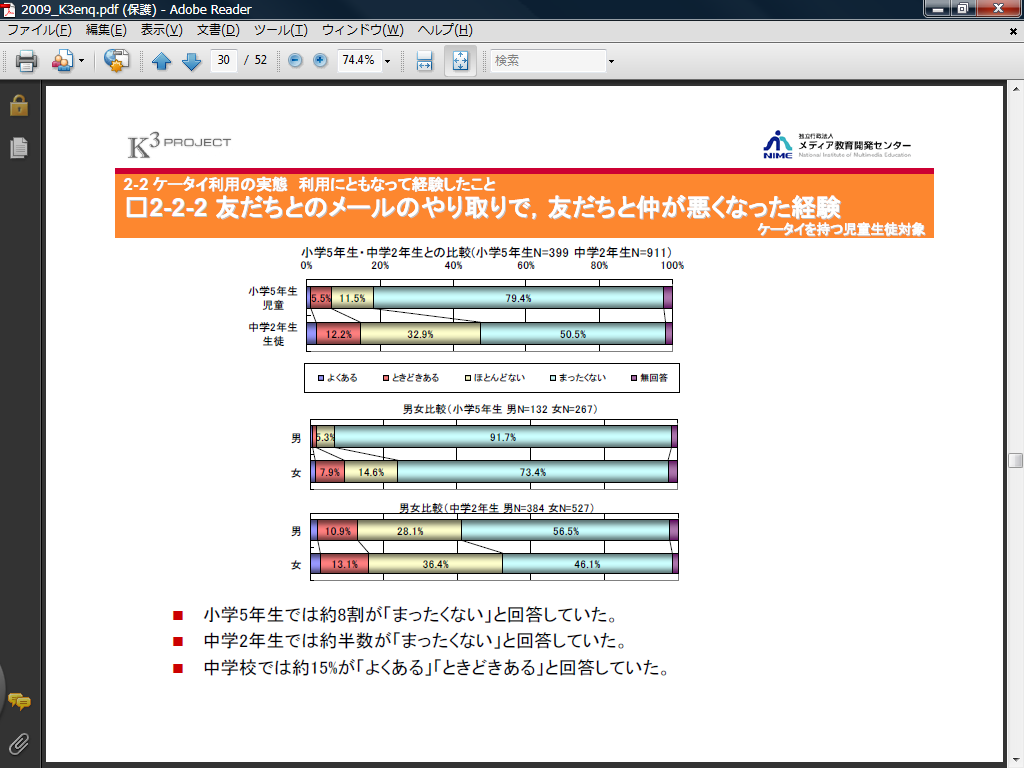 2009_K3enq.pdf (保護) - Adobe Reader
ファイル(F) 編集(E) 表示(V) 文書(D) ツール(T) ウィンドウ(W) ヘルプ(H)
30 / 52 74.4% 検索
K3 PROJECT
独立行政法人
メディア教育開発センター
National Institute of Multimedia Education
NIME
2-2 ケータイ利用の実態 利用にともなって経験したこと
□2-2-2 友だちとのメールのやり取りで，友だちと仲が悪くなった経験
ケータイを持つ児童生徒対象
小学5年生・中学2年生との比較(小学5年生N=399 中学2年生N=911)
0% 20% 40% 60% 80% 100%
小学5年生
児童
5.5% 11.5% 79.4%
中学2年生
生徒
12.2% 32.9% 50.5%
よくある ときどきある ほとんどない まったくない 無回答
男女比較(小学5年生 男N=132 女N=267)
男 5.3% 91.7%
女 7.9% 14.6% 73.4%
男女比較(中学2年生 男N=384 女N=527)
男 10.9% 28.1% 56.5%
女 13.1% 36.4% 46.1%
小学5年生では約8割が「まったくない」と回答していた。
中学2年生では約半数が「まったくない」と回答していた。
中学校では約15%が「よくある」「ときどきある」と回答していた。